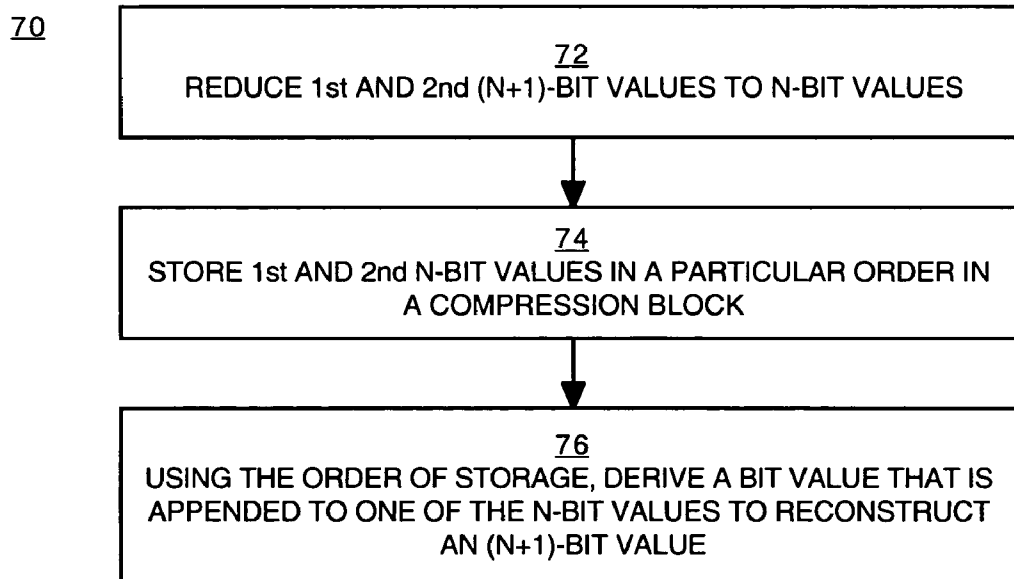 70
72
REDUCE 1st AND 2nd (N+1)-BIT VALUES TO N-BIT VALUES
74
STORE 1st AND 2nd N-BIT VALUES IN A PARTICULAR ORDER IN
A COMPRESSION BLOCK
76
USING THE ORDER OF STORAGE, DERIVE A BIT VALUE THAT IS
APPENDED TO ONE OF THE N-BIT VALUES TO RECONSTRUCT
AN (N+1)-BIT VALUE